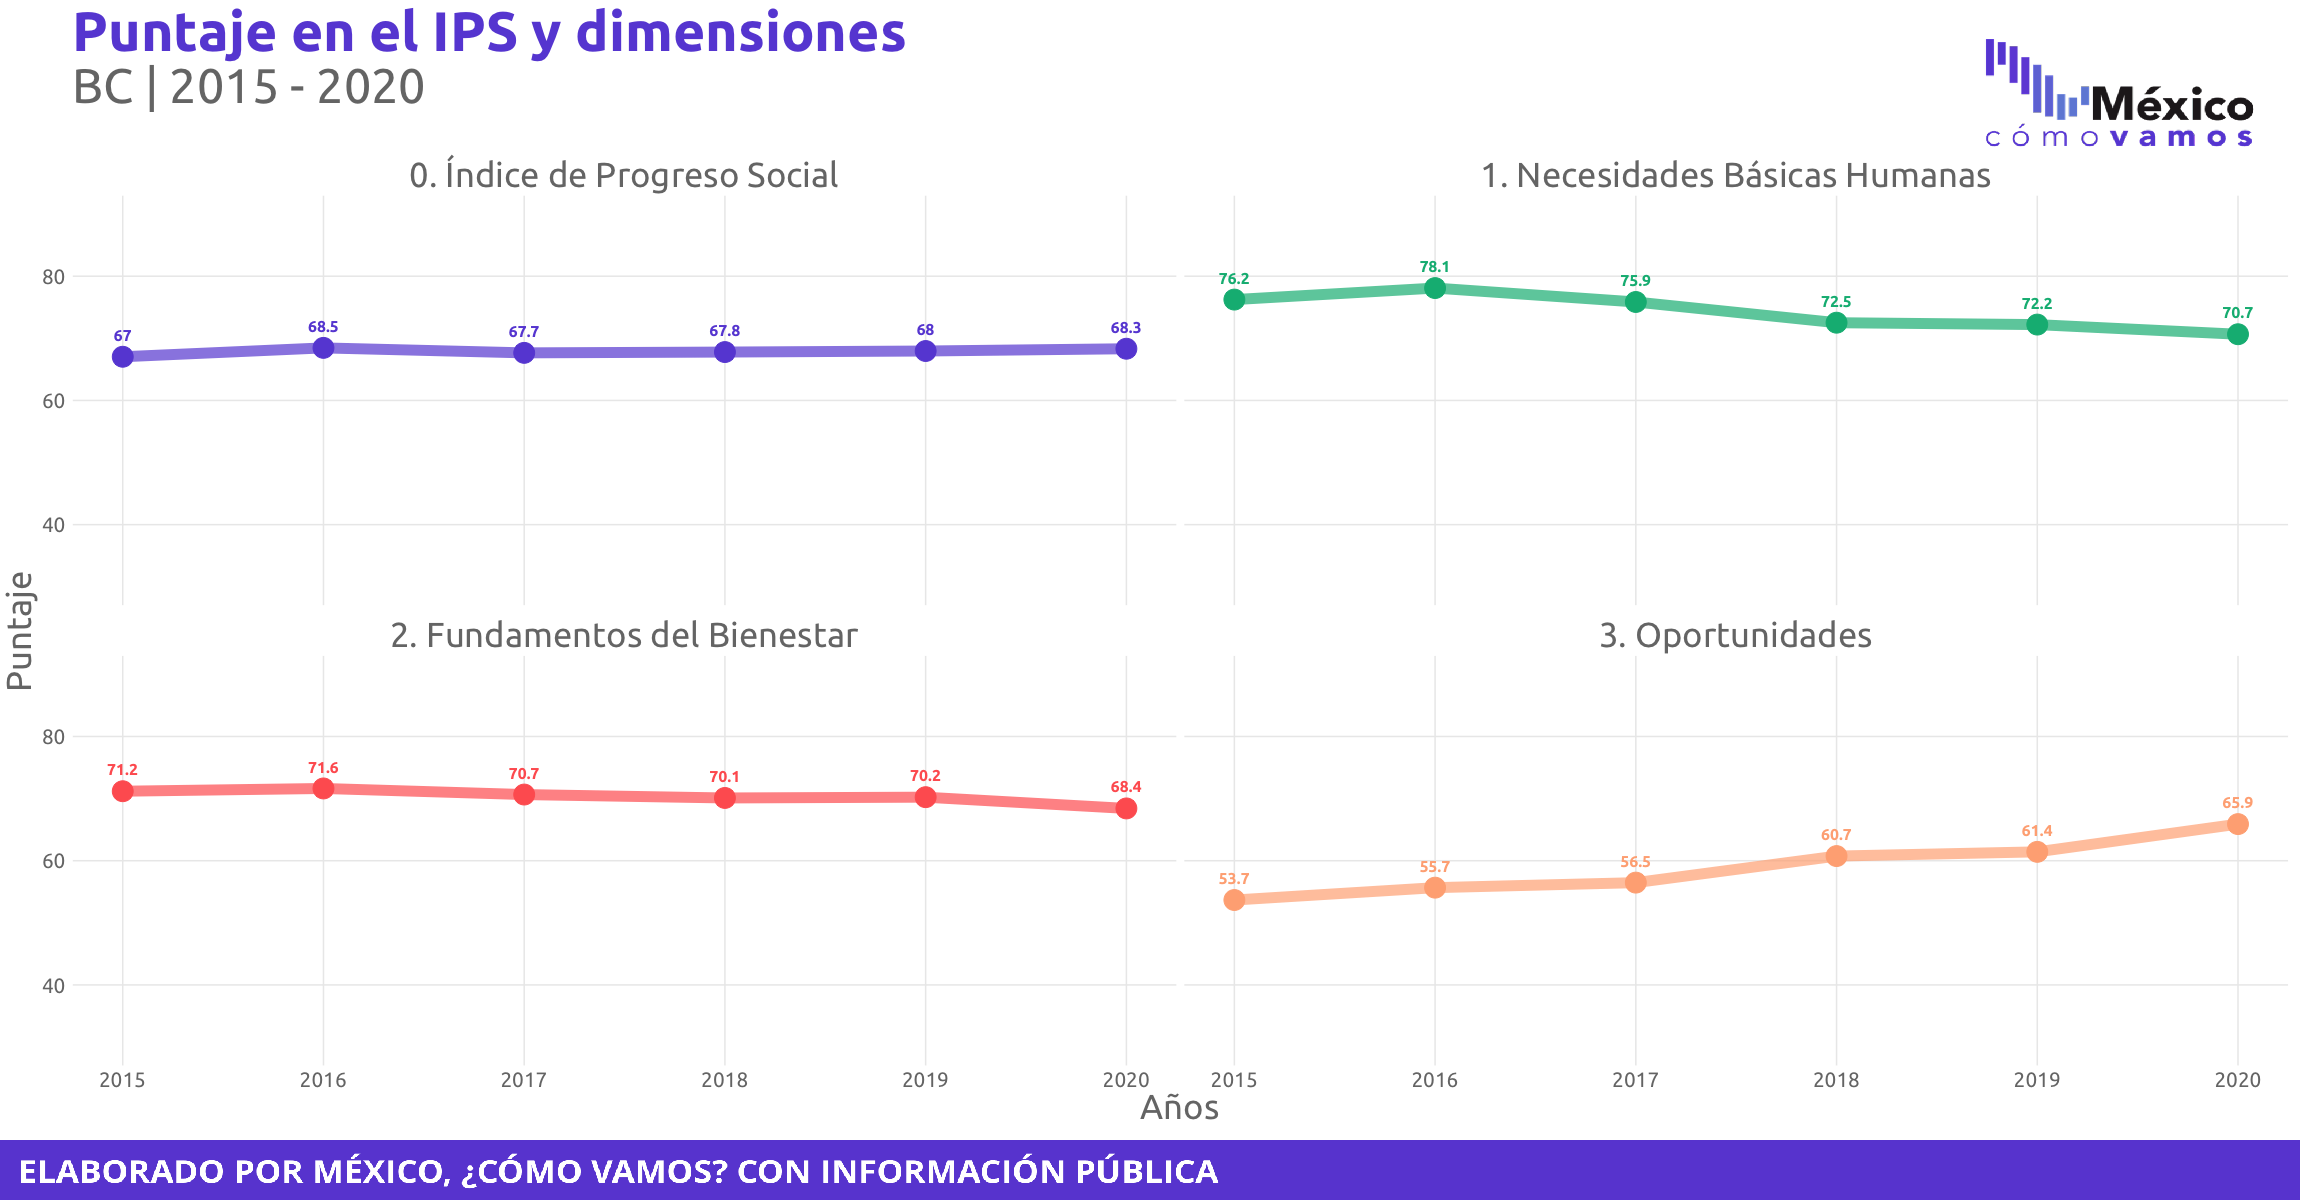 Puntaje en el IPS y dimensiones
BC | 2015 - 2020
México
cómovamos
0. Índice de Progreso Social
1. Necesidades Básicas Humanas
80
60
40
67
68.5
67.7
67.8
68
68.3
76.2
78.1
75.9
72.5
72.2
70.7
Puntaje
2. Fundamentos del Bienestar
3. Oportunidades
80
60
40
71.2
71.6
70.7
70.1
70.2
68.4
53.7
55.7
56.5
60.7
61.4
65.9
2015 2016 2017 2018 2019 2020 2015 2016 2017 2018 2019 2020
Años
ELABORADO POR MÉXICO, ¿CÓMO VAMOS? CON INFORMACIÓN PÚBLICA